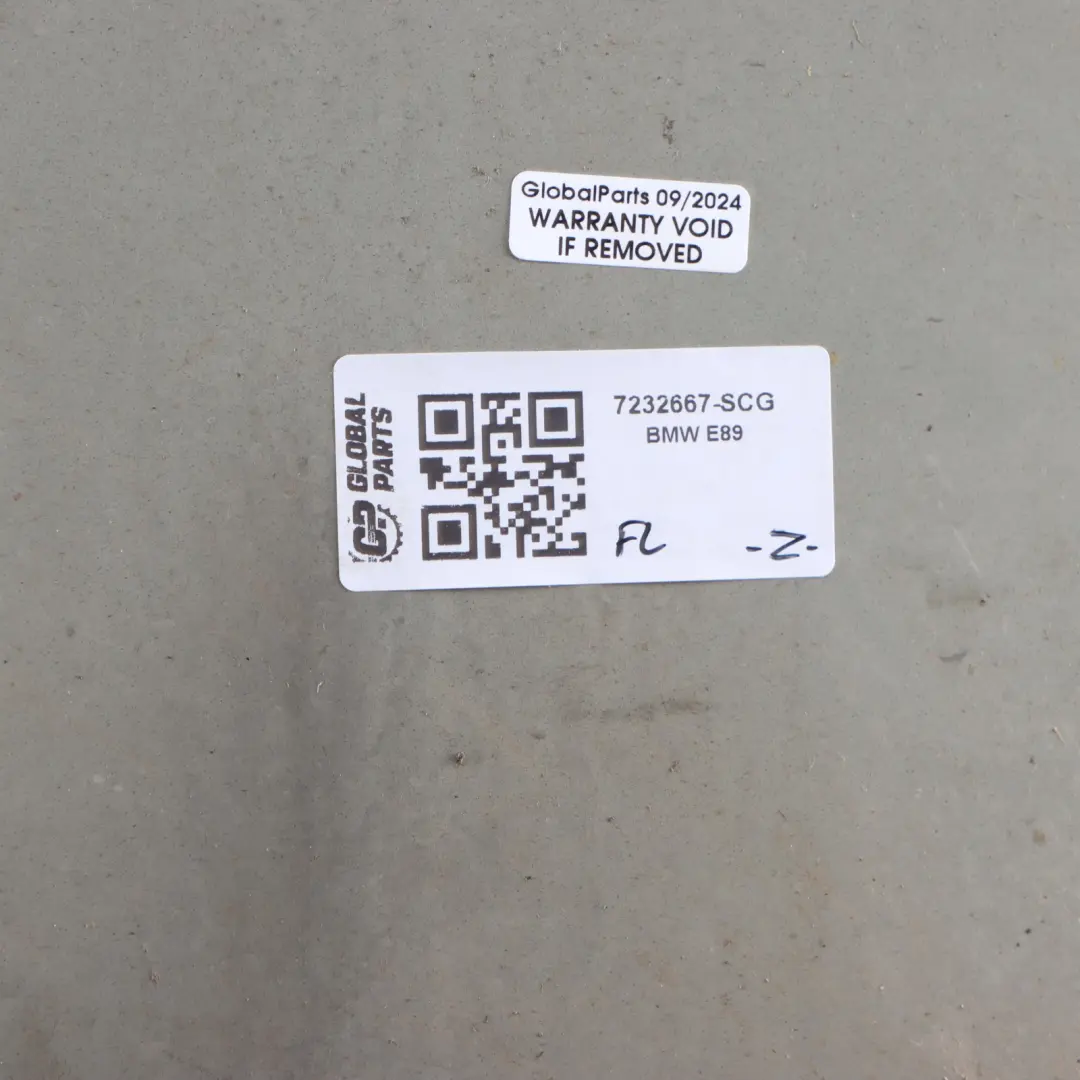 GlobalParts 09/2024
WARRANTY VOID
IF REMOVED
GLOBAL
PARTS
7232667-SCG
BMW E89
FL
-Z-